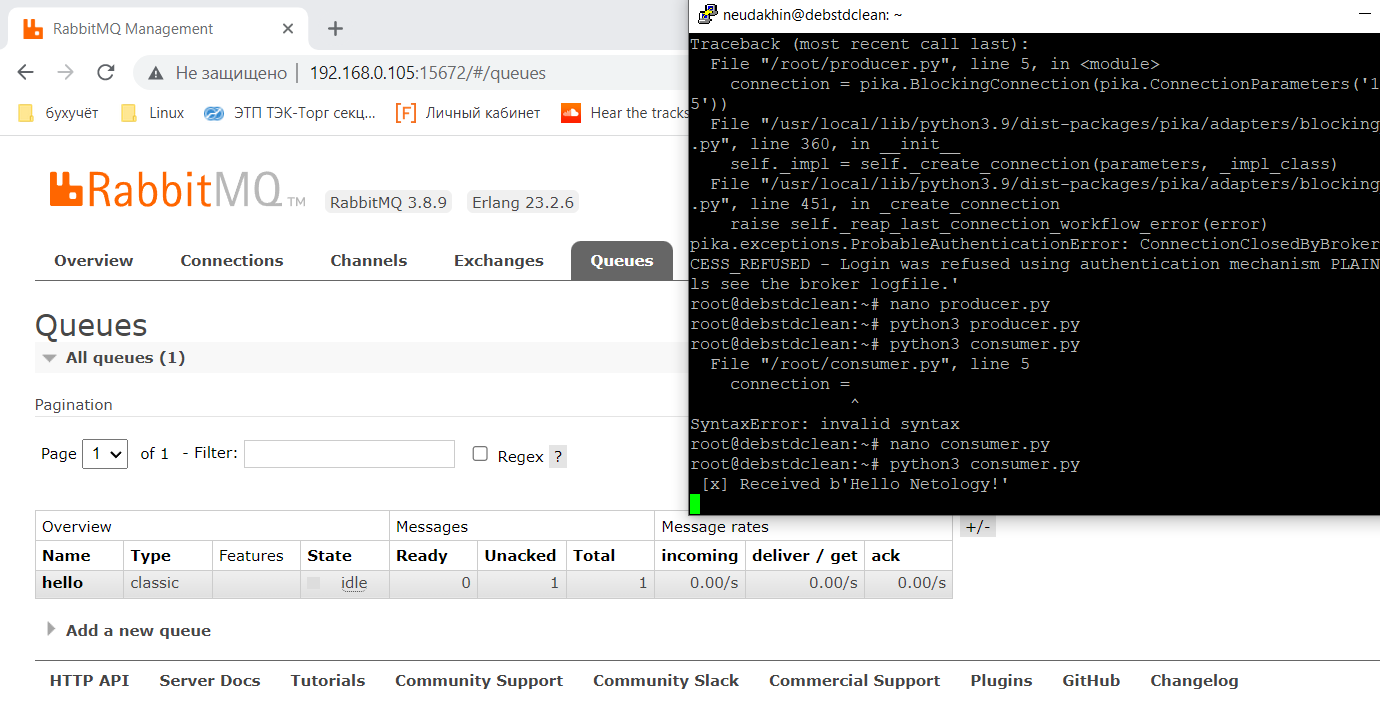 RabbitMQ Management
Не защищено | 192.168.0.105:15672/#/queues
бухучёт Linux ЭТП ТЭК-Торг секц... [F] Личный кабинет Hear the tracks
RabbitMQ TM RabbitMQ 3.8.9 Erlang 23.2.6
Overview Connections Channels Exchanges Queues
Queues
All queues (1)
Pagination
Page 1 of 1 - Filter: Regex ?
Overview Messages Message rates +/-
Name Type Features State Ready Unacked Total incoming deliver / get ack
hello classic idle 0 1 1 0.00/s 0.00/s 0.00/s
Add a new queue
HTTP API Server Docs Tutorials Community Support Community Slack Commercial Support Plugins GitHub Changelog
neudakhin@debstdclean: ~
Traceback (most recent call last):
File "/root/producer.py", line 5, in <module>
connection = pika.BlockingConnection(pika.ConnectionParameters('1
5'))
File "/usr/local/lib/python3.9/dist-packages/pika/adapters/blocking
.py", line 360, in __init__
self._impl = self._create_connection(parameters, _impl_class)
File "/usr/local/lib/python3.9/dist-packages/pika/adapters/blocking
.py", line 451, in _create_connection
raise self._reap_last_connection_workflow_error(error)
pika.exceptions.ProbableAuthenticationError: ConnectionClosedByBroker
CESS_REFUSED - Login was refused using authentication mechanism PLAIN
ls see the broker logfile.'
root@debstdclean:~# nano producer.py
root@debstdclean:~# python3 producer.py
root@debstdclean:~# python3 consumer.py
File "/root/consumer.py", line 5
connection =
^
SyntaxError: invalid syntax
root@debstdclean:~# nano consumer.py
root@debstdclean:~# python3 consumer.py
[x] Received b'Hello Netology!'